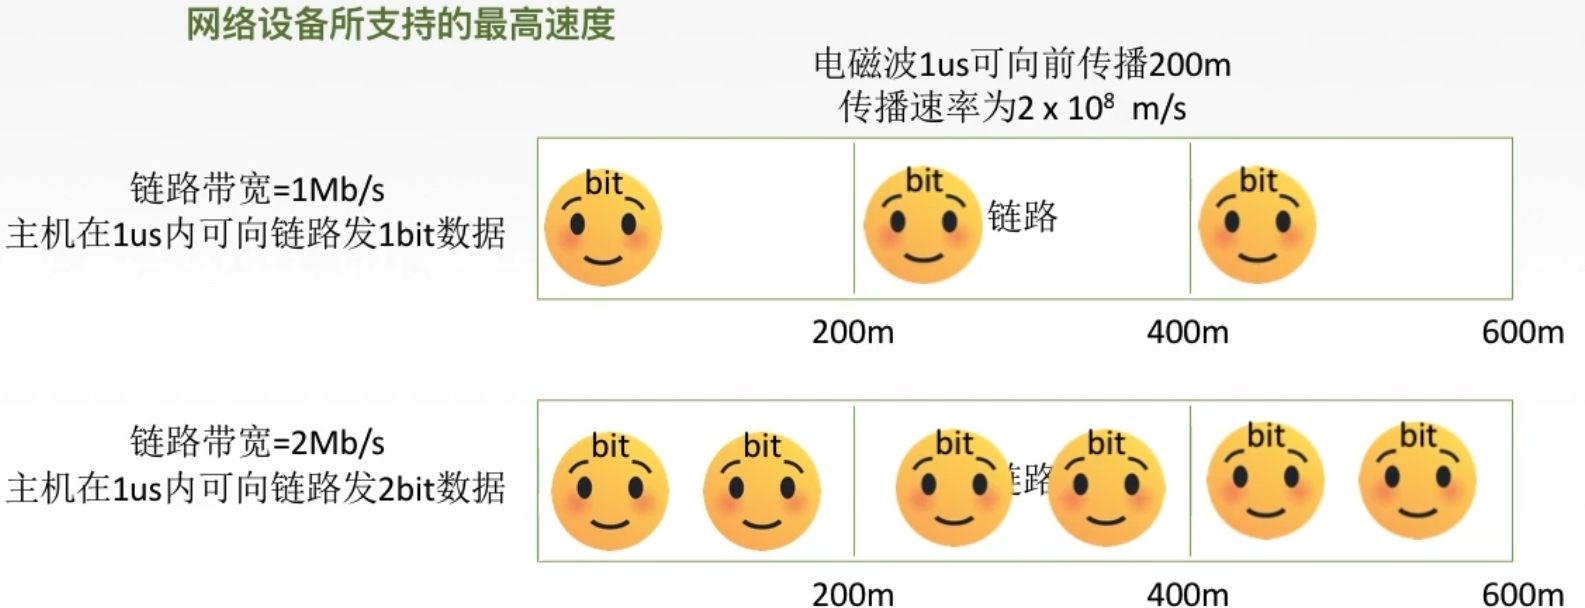 网络设备所支持的最高速度
电磁波1us可向前传播200m
传播速率为2 x 10⁸ m/s
链路带宽=1Mb/s
主机在1us内可向链路发1bit数据
bit bit 链路 bit
200m 400m 600m
链路带宽=2Mb/s
主机在1us内可向链路发2bit数据
bit bit bit 路 bit bit bit
200m 400m 600m